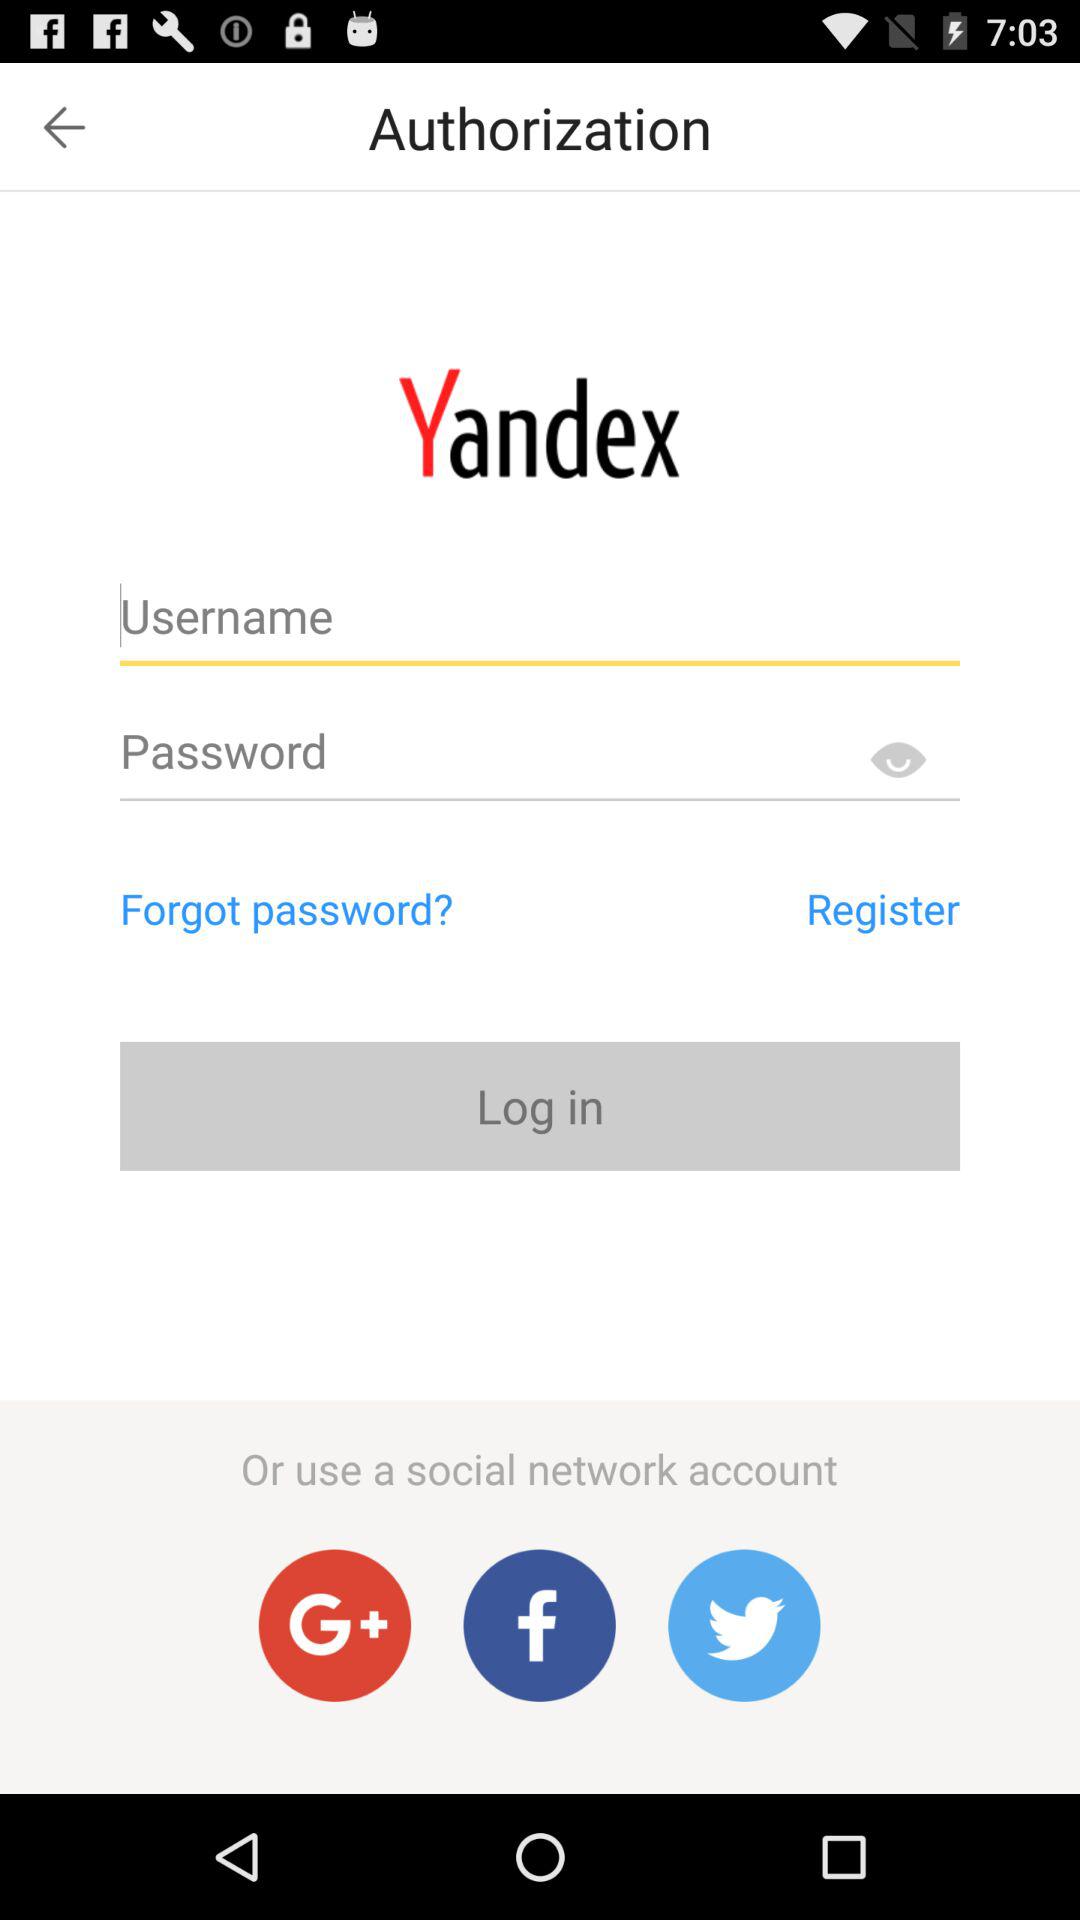 7:03
Authorization
Yandex
Username
Password
Forgot password? Register
Log in
Or use a social network account
G+ f